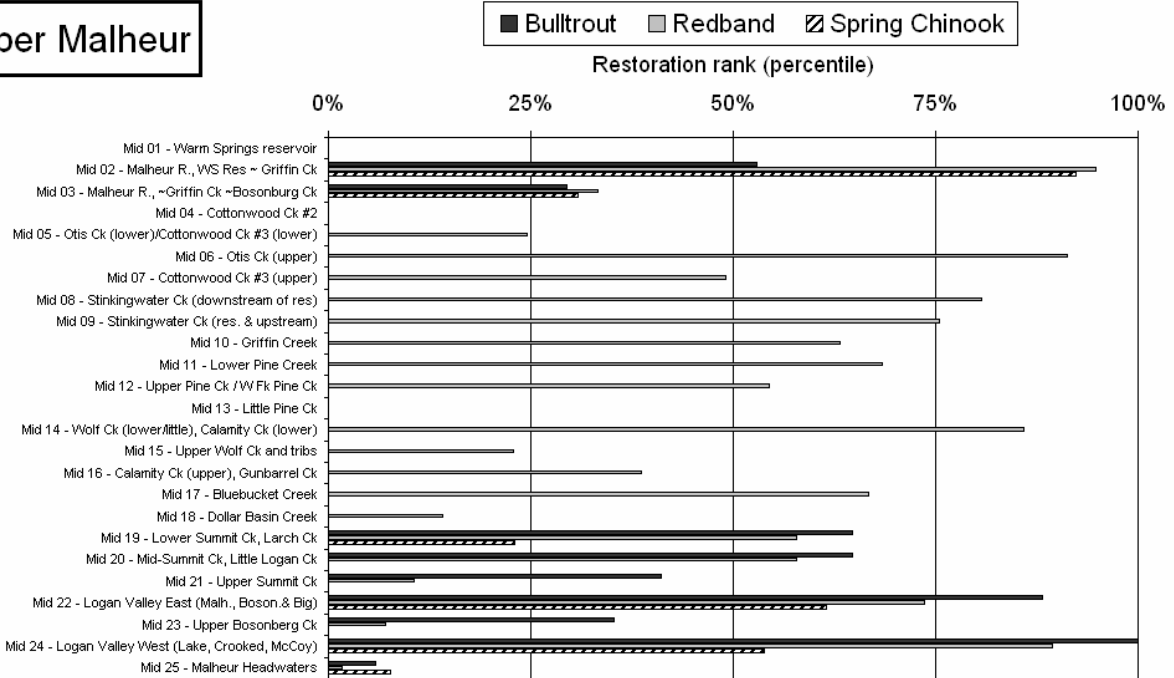 Malheur
Bulltrout Redband Spring Chinook
Restoration rank (percentile)
0% 25% 50% 75% 100%
Mid 01 - Warm Springs reservoir
Mid 02 - Malheur R., WS Res ~ Griffin Ck
Mid 03 - Malheur R., ~Griffin Ck ~Bosonburg Ck
Mid 04 - Cottonwood Ck #2
Mid 05 - Otis Ck (lower)/Cottonwood Ck #3 (lower)
Mid 06 - Otis Ck (upper)
Mid 07 - Cottonwood Ck #3 (upper)
Mid 08 - Stinkingwater Ck (downstream of res)
Mid 09 - Stinkingwater Ck (res. & upstream)
Mid 10 - Griffin Creek
Mid 11 - Lower Pine Creek
Mid 12 - Upper Pine Ck / W Fk Pine Ck
Mid 13 - Little Pine Ck
Mid 14 - Wolf Ck (lower/little), Calamity Ck (lower)
Mid 15 - Upper Wolf Ck and tribs
Mid 16 - Calamity Ck (upper), Gunbarrel Ck
Mid 17 - Bluebucket Creek
Mid 18 - Dollar Basin Creek
Mid 19 - Lower Summit Ck, Larch Ck
Mid 20 - Mid-Summit Ck, Little Logan Ck
Mid 21 - Upper Summit Ck
Mid 22 - Logan Valley East (Malh., Boson.& Big)
Mid 23 - Upper Bosonberg Ck
Mid 24 - Logan Valley West (Lake, Crooked, McCoy)
Mid 25 - Malheur Headwaters